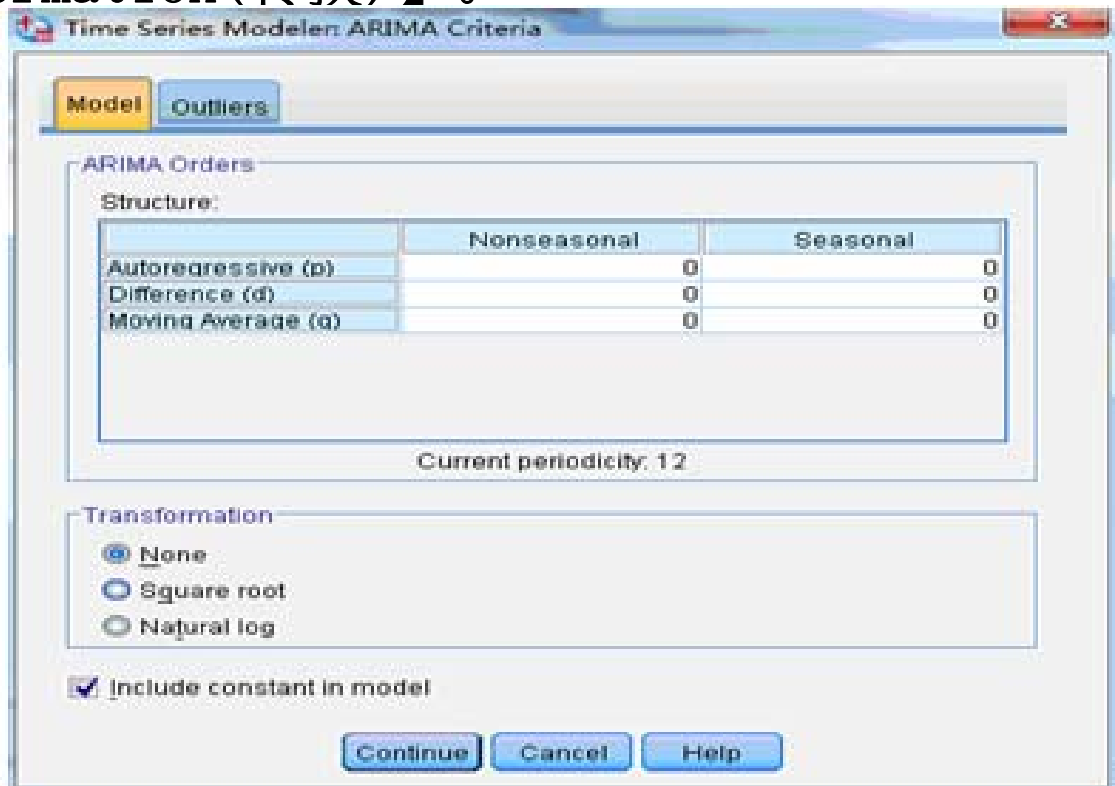 Time Series Modeler: ARIMA Criteria
Model Outliers
ARIMA Orders
Structure:
Nonseasonal Seasonal
Autoregressive (p) 0 0
Difference (d) 0 0
Moving Average (q) 0 0
Current periodicity: 12
Transformation
None
Square root
Natural log
Include constant in model
Continue Cancel Help